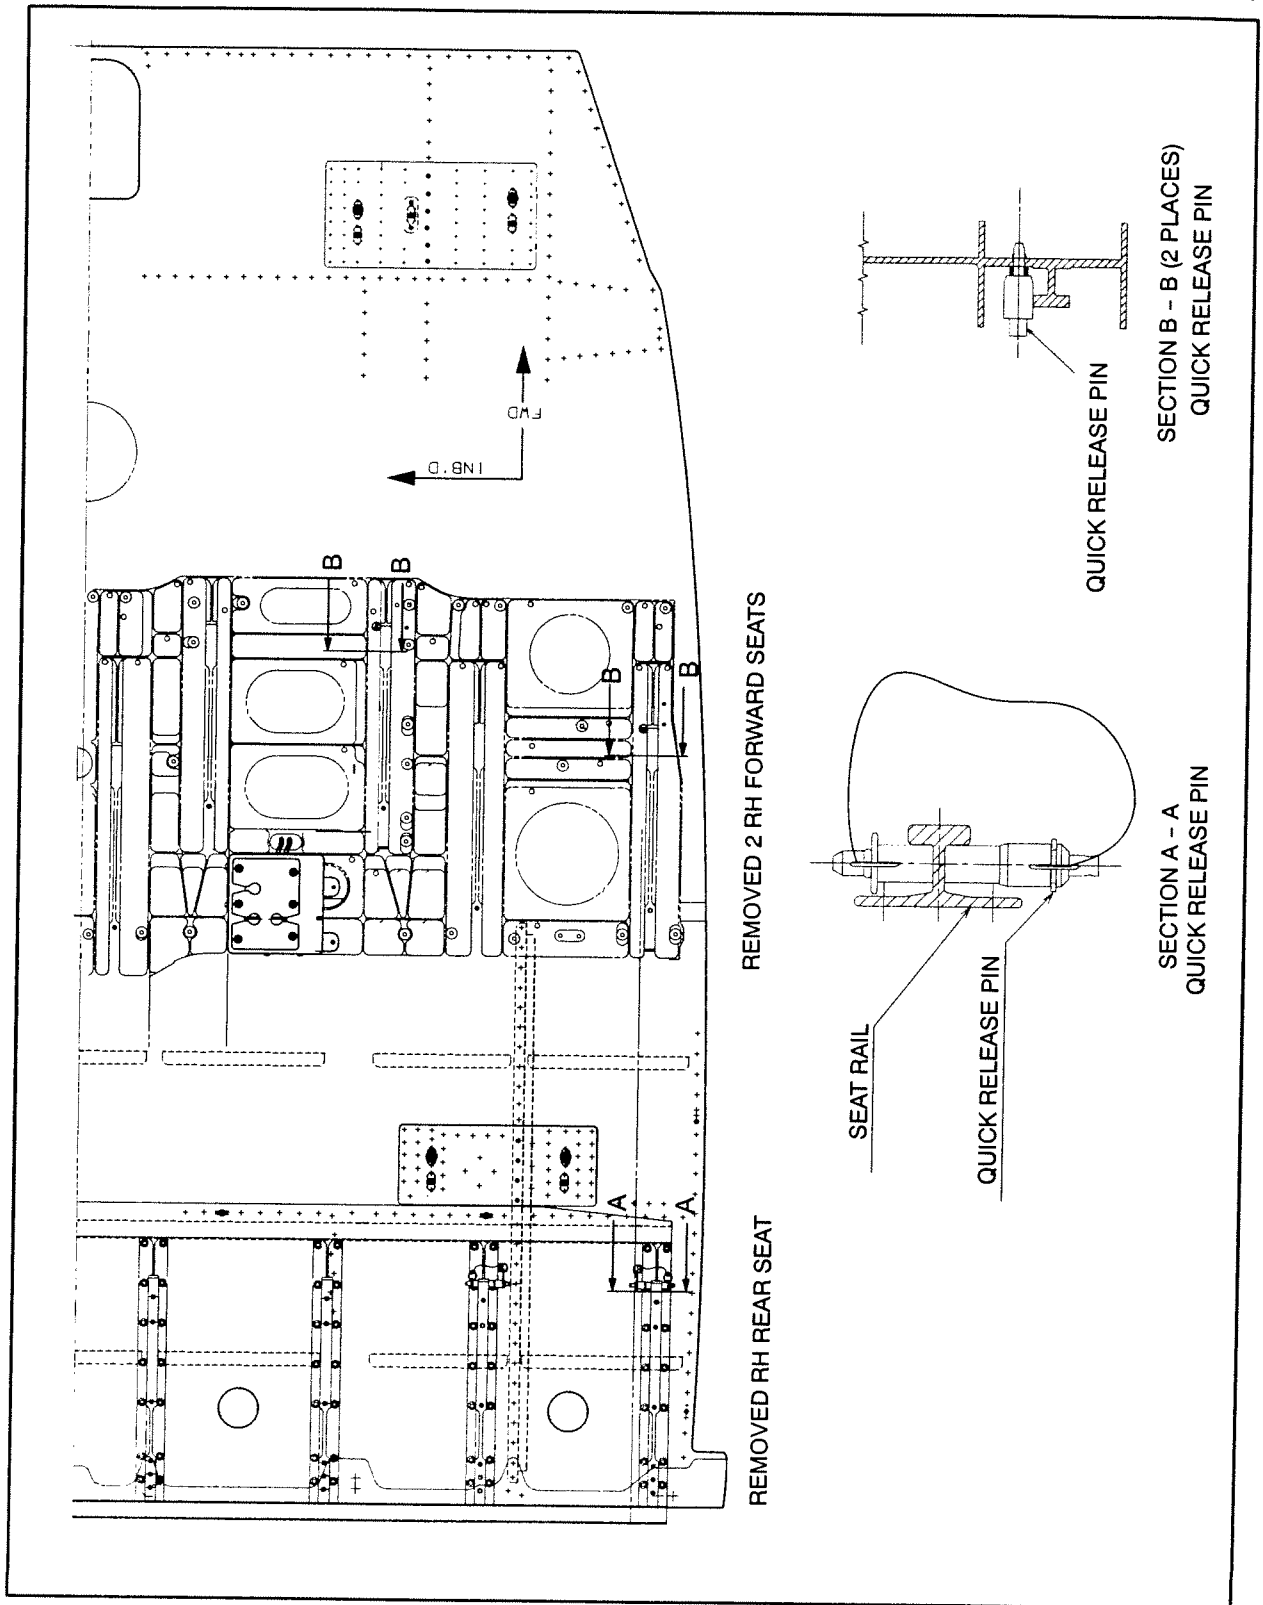 FWD
INB'D
B
B
B
B
A
A
REMOVED RH REAR SEAT
REMOVED 2 RH FORWARD SEATS
SEAT RAIL
QUICK RELEASE PIN
SECTION A - A
QUICK RELEASE PIN
QUICK RELEASE PIN
SECTION B - B (2 PLACES)
QUICK RELEASE PIN